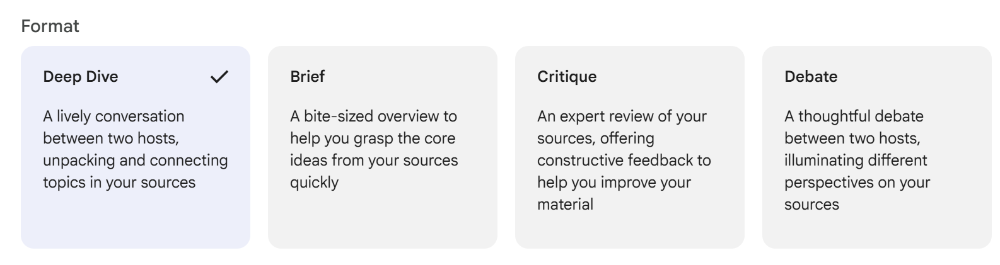 Format
Deep Dive
A lively conversation
between two hosts,
unpacking and connecting
topics in your sources
Brief
A bite-sized overview to
help you grasp the core
ideas from your sources
quickly
Critique
An expert review of your
sources, offering
constructive feedback to
help you improve your
material
Debate
A thoughtful debate
between two hosts,
illuminating different
perspectives on your
sources